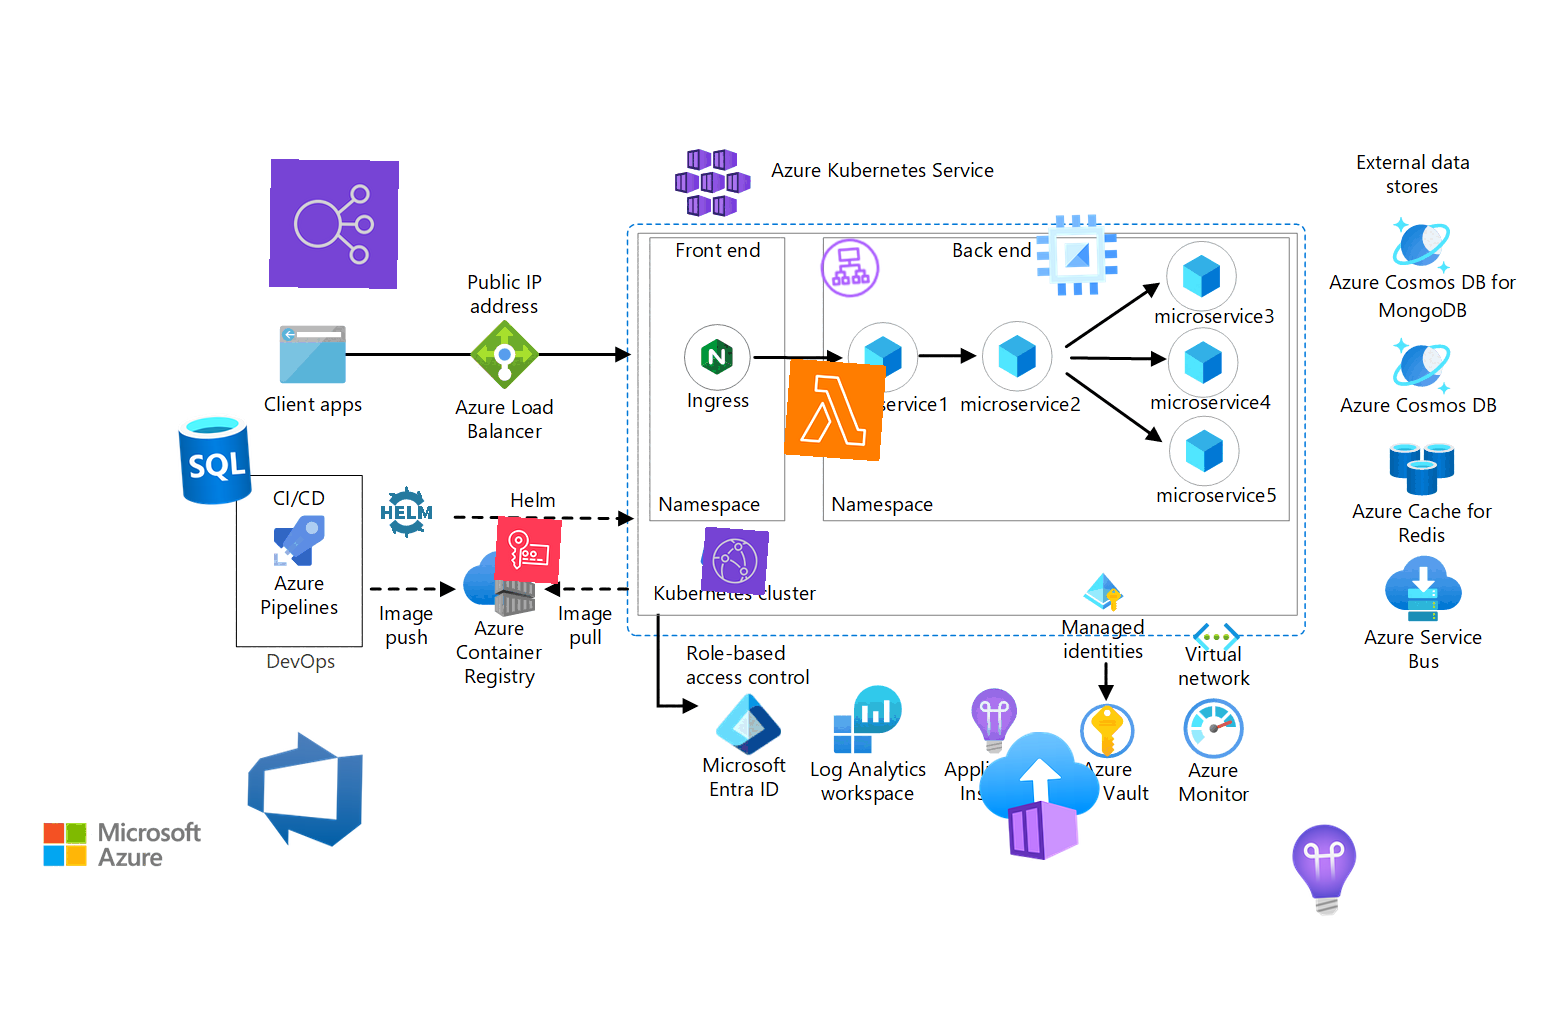 Azure Kubernetes Service
External data
stores
Front end
Back end
Public IP
address
Azure Cosmos DB for
MongoDB
microservice3
Client apps
Azure Load
Balancer
Ingress
service1
microservice2
microservice4
Azure Cosmos DB
SQL
CI/CD
HELM
Helm
Namespace
Namespace
microservice5
Azure Cache for
Redis
Azure
Pipelines
Image
push
Image
pull
Kubernetes cluster
Azure
Container
Registry
DevOps
Managed
identities
Virtual
network
Azure Service
Bus
Role-based
access control
Microsoft
Entra ID
Log Analytics
workspace
Appli
Ins
Azure
Vault
Azure
Monitor
Microsoft
Azure